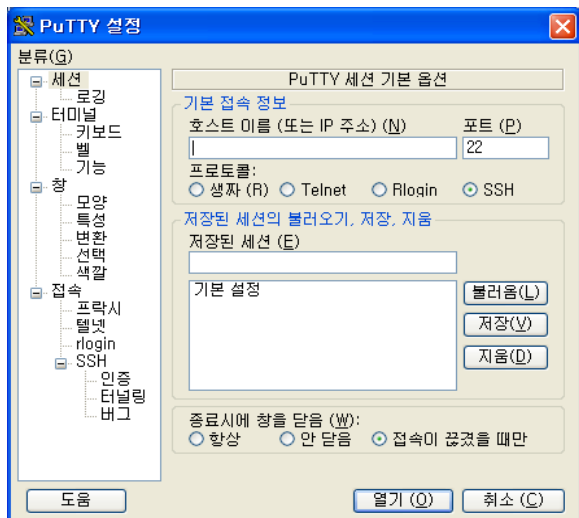 PuTTY 설정
분류(G)
세션
로깅
터미널
키보드
벨
기능
창
모양
특성
변환
선택
색깔
접속
프락시
텔넷
rlogin
SSH
인증
터널링
버그
PuTTY 세션 기본 옵션
기본 접속 정보
호스트 이름 (또는 IP 주소) (N) 포트 (P)
22
프로토콜:
생짜 (R) Telnet Rlogin SSH
저장된 세션의 불러오기, 저장, 지움
저장된 세션 (E)
기본 설정
불러옴(L)
저장(V)
지움(D)
종료시에 창을 닫음 (W):
항상 안 닫음 접속이 끊겼을 때만
도움 열기 (O) 취소 (C)